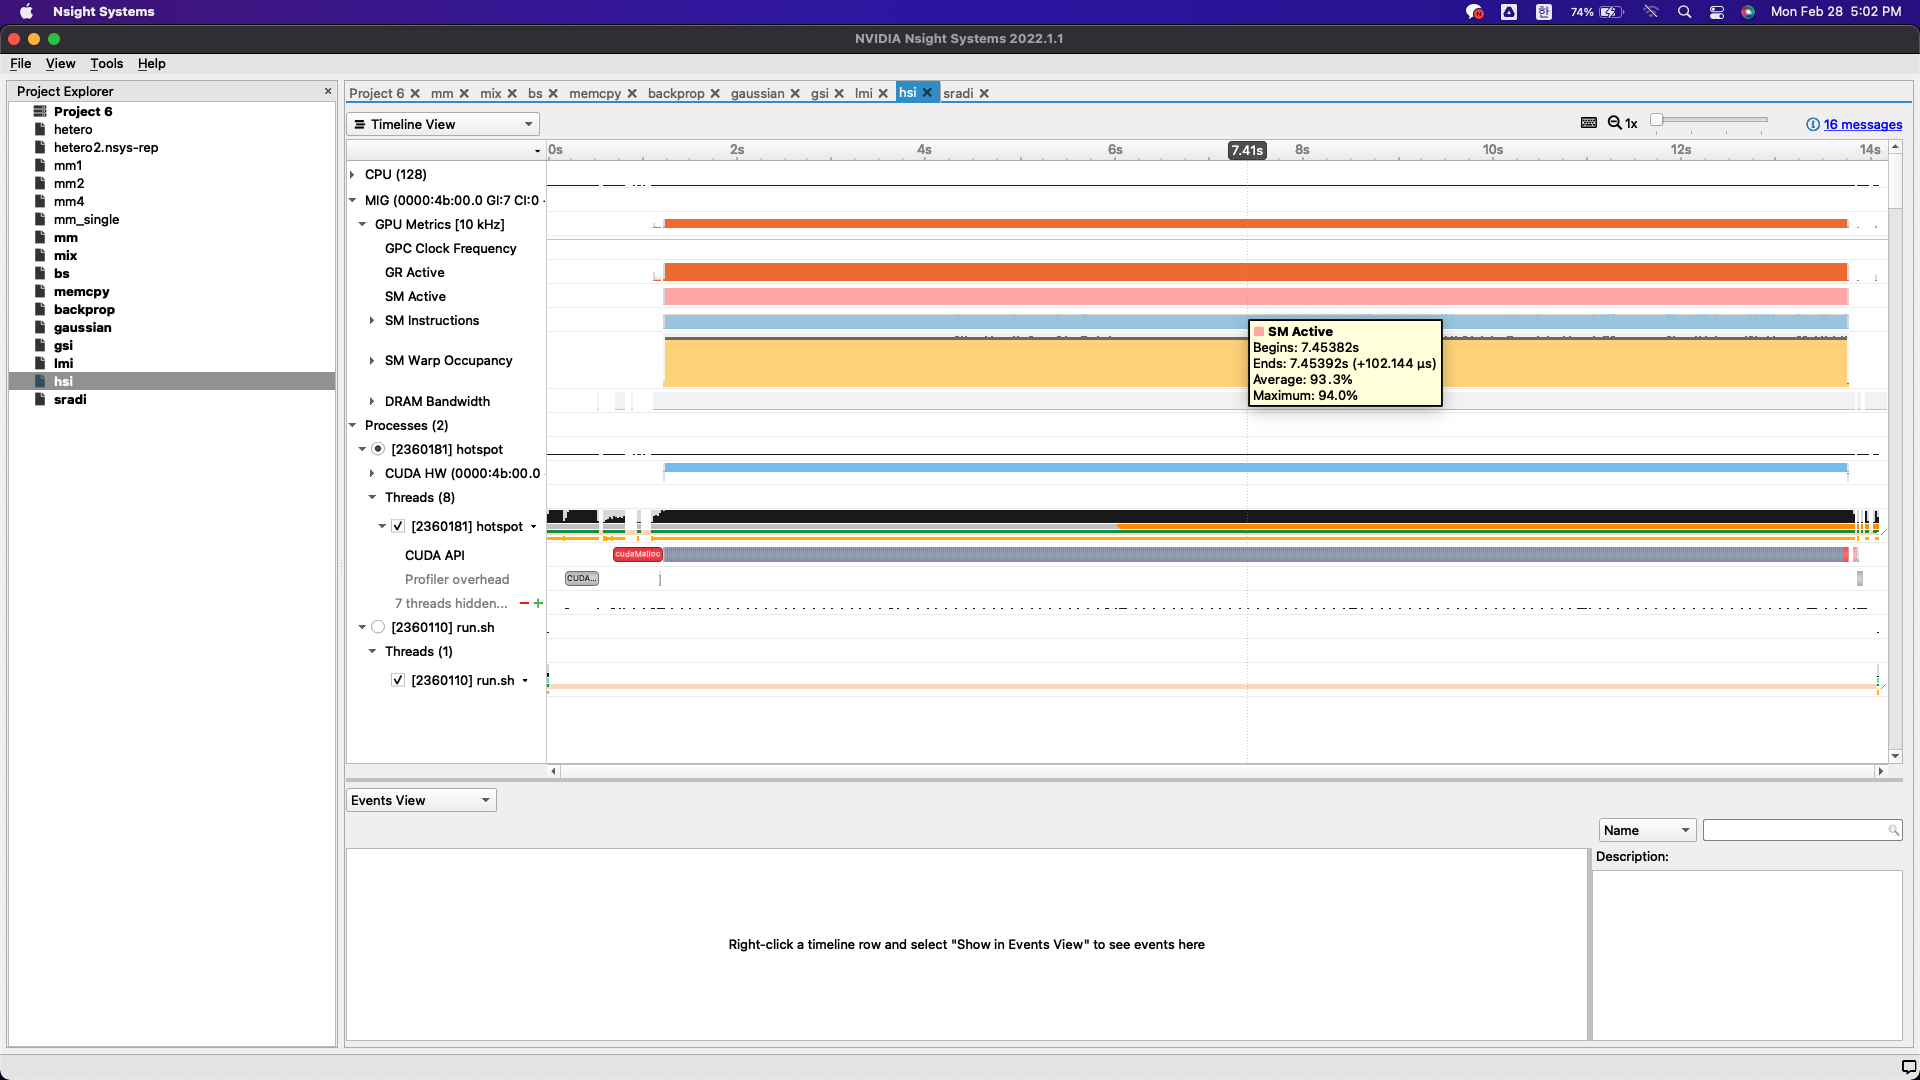 Nsight Systems
74%
Mon Feb 28 5:02 PM
NVIDIA Nsight Systems 2022.1.1
File View Tools Help
Project Explorer
Project 6
hetero
hetero2.nsys-rep
mm1
mm2
mm4
mm_single
mm
mix
bs
memcpy
backprop
gaussian
gsi
lmi
hsi
sradi
Project 6 mm mix bs memcpy backprop gaussian gsi lmi hsi sradi
Timeline View
1x
16 messages
0s 2s 4s 6s 7.41s 8s 10s 12s 14s
CPU (128)
MIG (0000:4b:00.0 GI:7 CI:0
GPU Metrics [10 kHz]
GPC Clock Frequency
GR Active
SM Active
SM Instructions
SM Warp Occupancy
DRAM Bandwidth
SM Active
Begins: 7.45382s
Ends: 7.45392s (+102.144 µs)
Average: 93.3%
Maximum: 94.0%
Processes (2)
[2360181] hotspot
CUDA HW (0000:4b:00.0
Threads (8)
[2360181] hotspot
CUDA API
cudaMalloc
Profiler overhead
CUDA...
7 threads hidden...
[2360110] run.sh
Threads (1)
[2360110] run.sh
Events View
Name
Description:
Right-click a timeline row and select "Show in Events View" to see events here